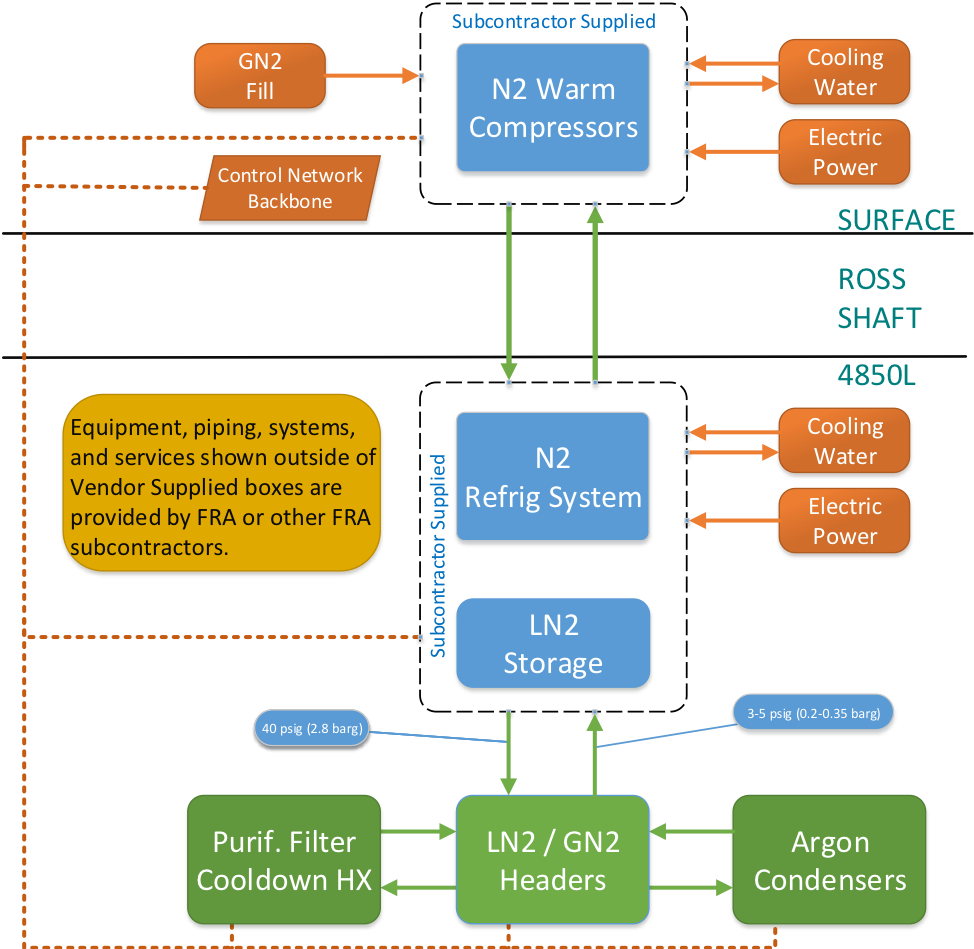 Subcontractor Supplied
GN2
Fill
N2 Warm
Compressors
Cooling
Water
Electric
Power
Control Network
Backbone
SURFACE
ROSS
SHAFT
4850L
Equipment, piping, systems,
and services shown outside of
Vendor Supplied boxes are
provided by FRA or other FRA
subcontractors.
Subcontractor Supplied
N2
Refrig System
Cooling
Water
Electric
Power
LN2
Storage
40 psig (2.8 barg)
3-5 psig (0.2-0.35 barg)
Purif. Filter
Cooldown HX
LN2 / GN2
Headers
Argon
Condensers